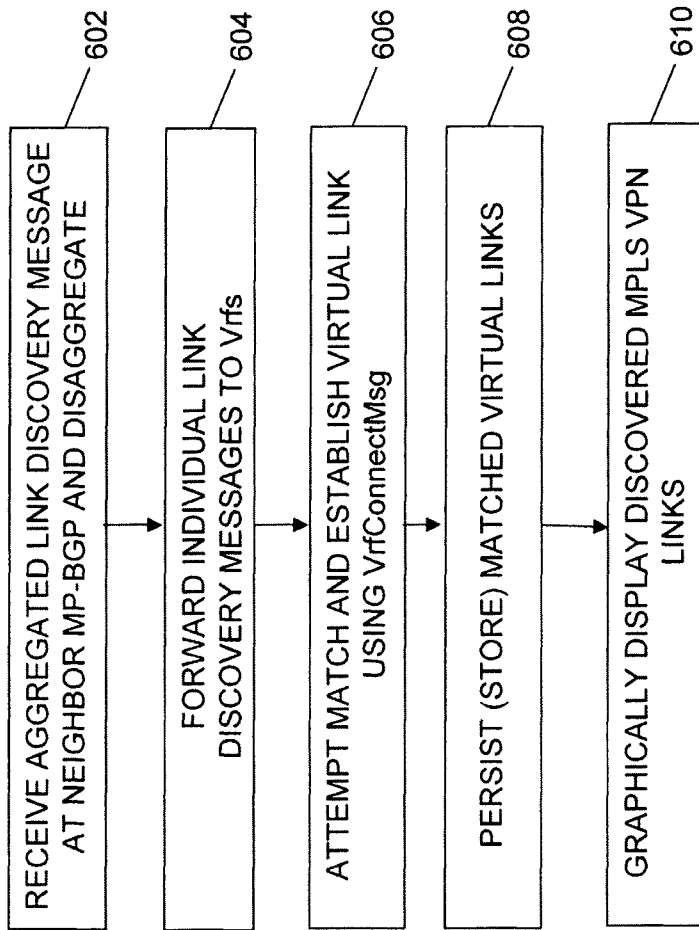 RECEIVE AGGREGATED LINK DISCOVERY MESSAGE
AT NEIGHBOR MP-BGP AND DISAGGREGATE
602
FORWARD INDIVIDUAL LINK
DISCOVERY MESSAGES TO Vrfs
604
ATTEMPT MATCH AND ESTABLISH VIRTUAL LINK
USING VrfConnectMsg
606
PERSIST (STORE) MATCHED VIRTUAL LINKS
608
GRAPHICALLY DISPLAY DISCOVERED MPLS VPN
LINKS
610